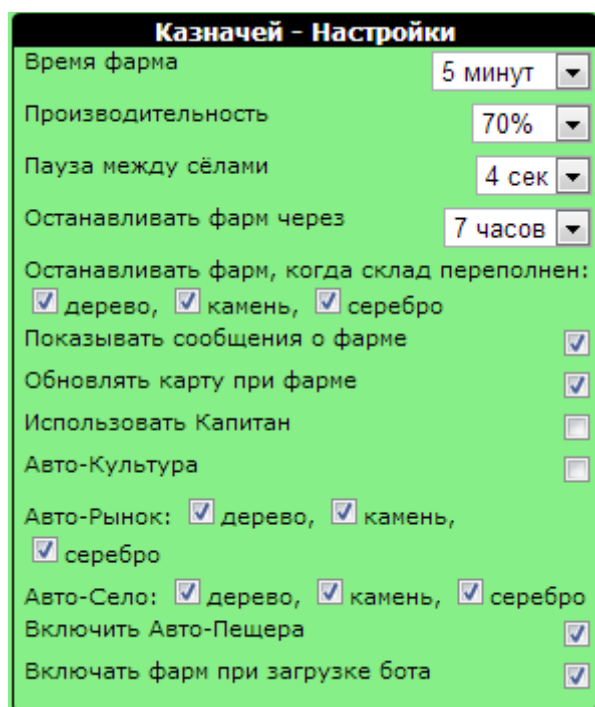 Казначей - Настройки
Время фарма 5 минут
Производительность 70%
Пауза между сёлами 4 сек
Останавливать фарм через 7 часов
Останавливать фарм, когда склад переполнен:
дерево, камень, серебро
Показывать сообщения о фарме
Обновлять карту при фарме
Использовать Капитан
Авто-Культура
Авто-Рынок: дерево, камень,
серебро
Авто-Село: дерево, камень, серебро
Включить Авто-Пещера
Включать фарм при загрузке бота